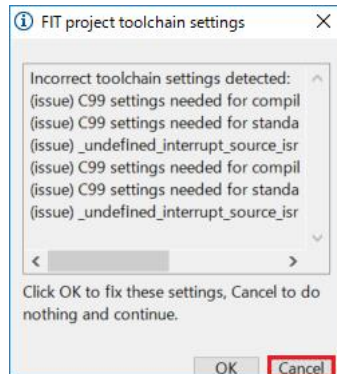 FIT project toolchain settings
Incorrect toolchain settings detected:
(issue) C99 settings needed for compil
(issue) C99 settings needed for standa
(issue) _undefined_interrupt_source_isr
(issue) C99 settings needed for compil
(issue) C99 settings needed for standa
(issue) _undefined_interrupt_source_isr
Click OK to fix these settings, Cancel to do
nothing and continue.
OK Cancel